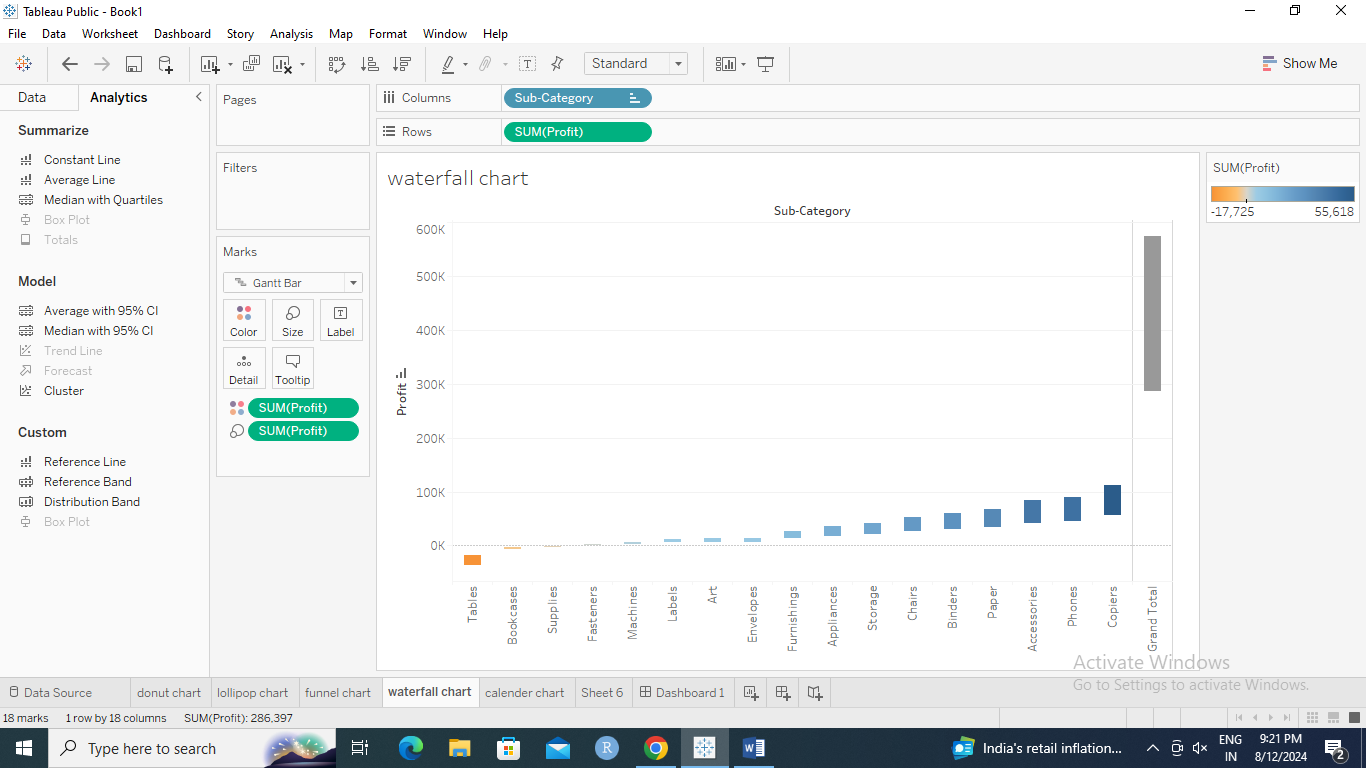 Tableau Public - Book1
File Data Worksheet Dashboard Story Analysis Map Format Window Help
Standard
Show Me
Data Analytics
Summarize
Constant Line
Average Line
Median with Quartiles
Box Plot
Totals
Model
Average with 95% CI
Median with 95% CI
Trend Line
Forecast
Cluster
Custom
Reference Line
Reference Band
Distribution Band
Box Plot
Pages
Filters
Marks
Gantt Bar
Color Size Label
Detail Tooltip
SUM(Profit)
SUM(Profit)
Columns Sub-Category
Rows SUM(Profit)
waterfall chart
Sub-Category
600K
500K
400K
300K
200K
100K
0K
Profit
Tables
Bookcases
Supplies
Fasteners
Machines
Labels
Art
Envelopes
Furnishings
Appliances
Storage
Chairs
Binders
Paper
Accessories
Phones
Copiers
Grand Total
SUM(Profit)
-17,725 55,618
Activate Windows
Go to Settings to activate Windows.
Data Source donut chart lollipop chart funnel chart waterfall chart calender chart Sheet 6 Dashboard 1
18 marks 1 row by 18 columns SUM(Profit): 286,397
Type here to search
R
W
India's retail inflation...
ENG
IN
9:21 PM
8/12/2024
2